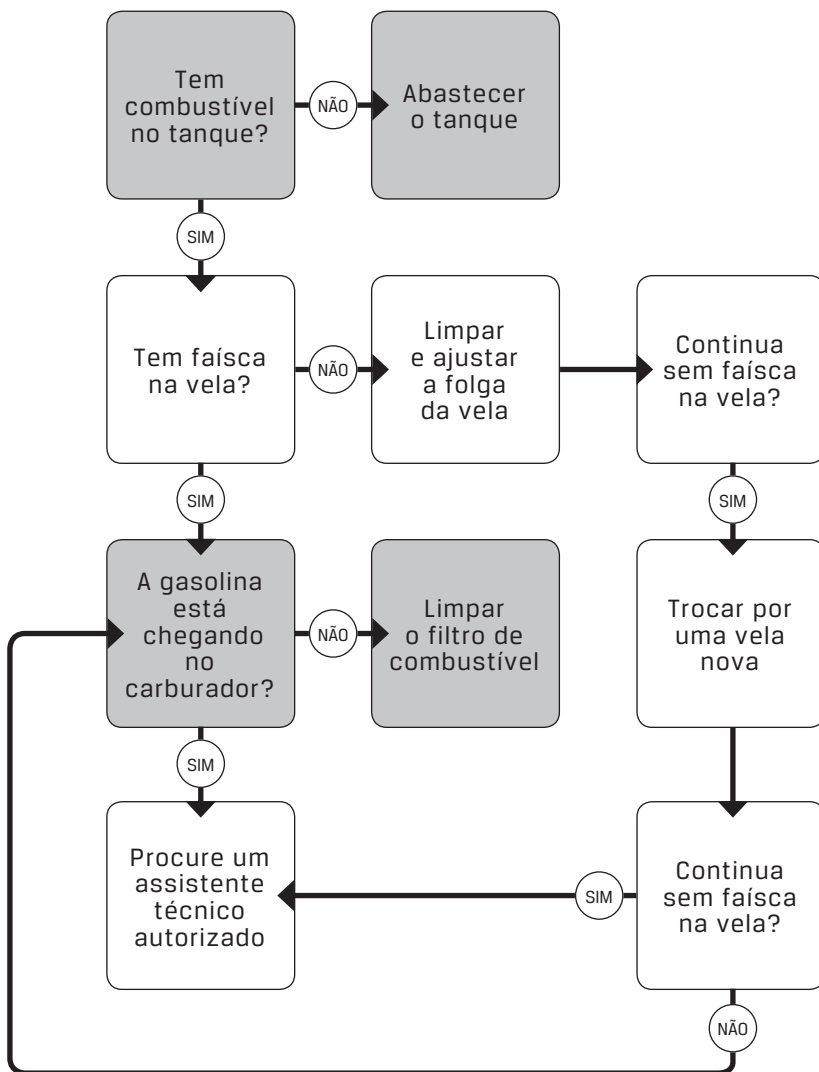 Tem
combustível
no tanque?
NÃO
Abastecer
o tanque
SIM
Tem faísca
na vela?
NÃO
Limpar
e ajustar
a folga
da vela
Continua
sem faísca
na vela?
SIM
SIM
A gasolina
está
chegando
no
carburador?
NÃO
Limpar
o filtro de
combustível
Trocar por
uma vela
nova
SIM
Procure um
assistente
técnico
autorizado
SIM
Continua
sem faísca
na vela?
NÃO